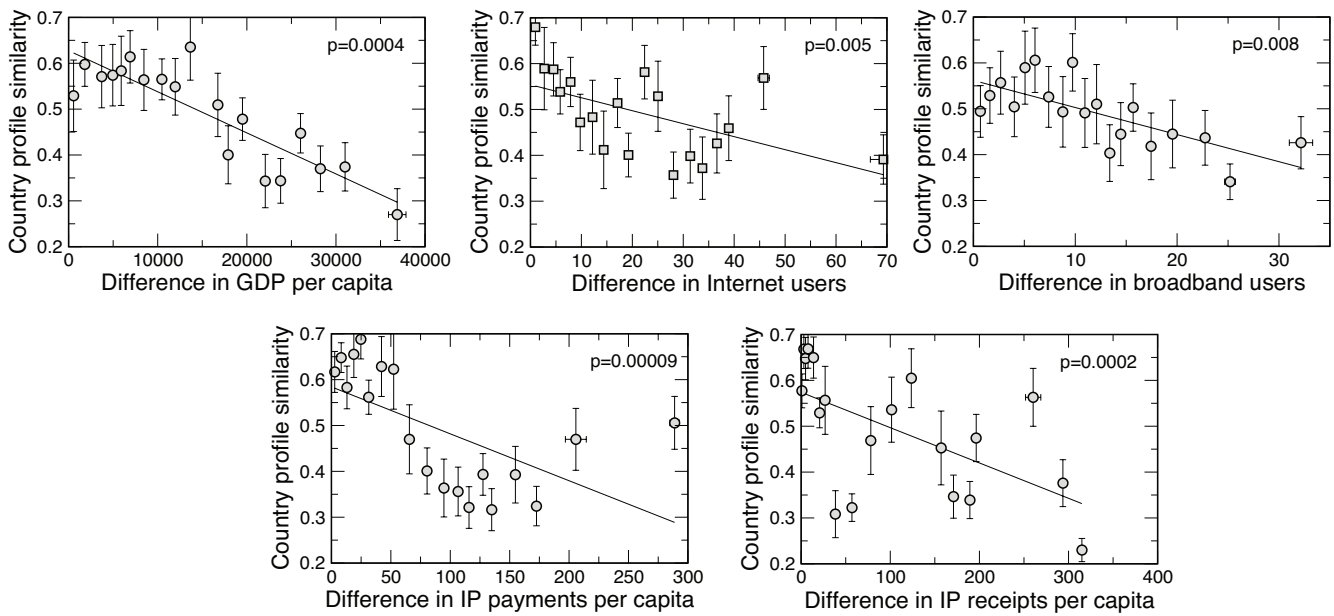 0.7
0.6
0.5
0.4
0.3
0.2
Country profile similarity
p=0.0004
0 10000 20000 30000 40000
Difference in GDP per capita
0.7
0.6
0.5
0.4
0.3
0.2
Country profile similarity
p=0.005
0 10 20 30 40 50 60 70
Difference in Internet users
0.7
0.6
0.5
0.4
0.3
0.2
Country profile similarity
p=0.008
0 10 20 30
Difference in broadband users
0.7
0.6
0.5
0.4
0.3
0.2
Country profile similarity
p=0.00009
0 50 100 150 200 250 300
Difference in IP payments per capita
0.7
0.6
0.5
0.4
0.3
0.2
Country profile similarity
p=0.0002
0 100 200 300 400
Difference in IP receipts per capita